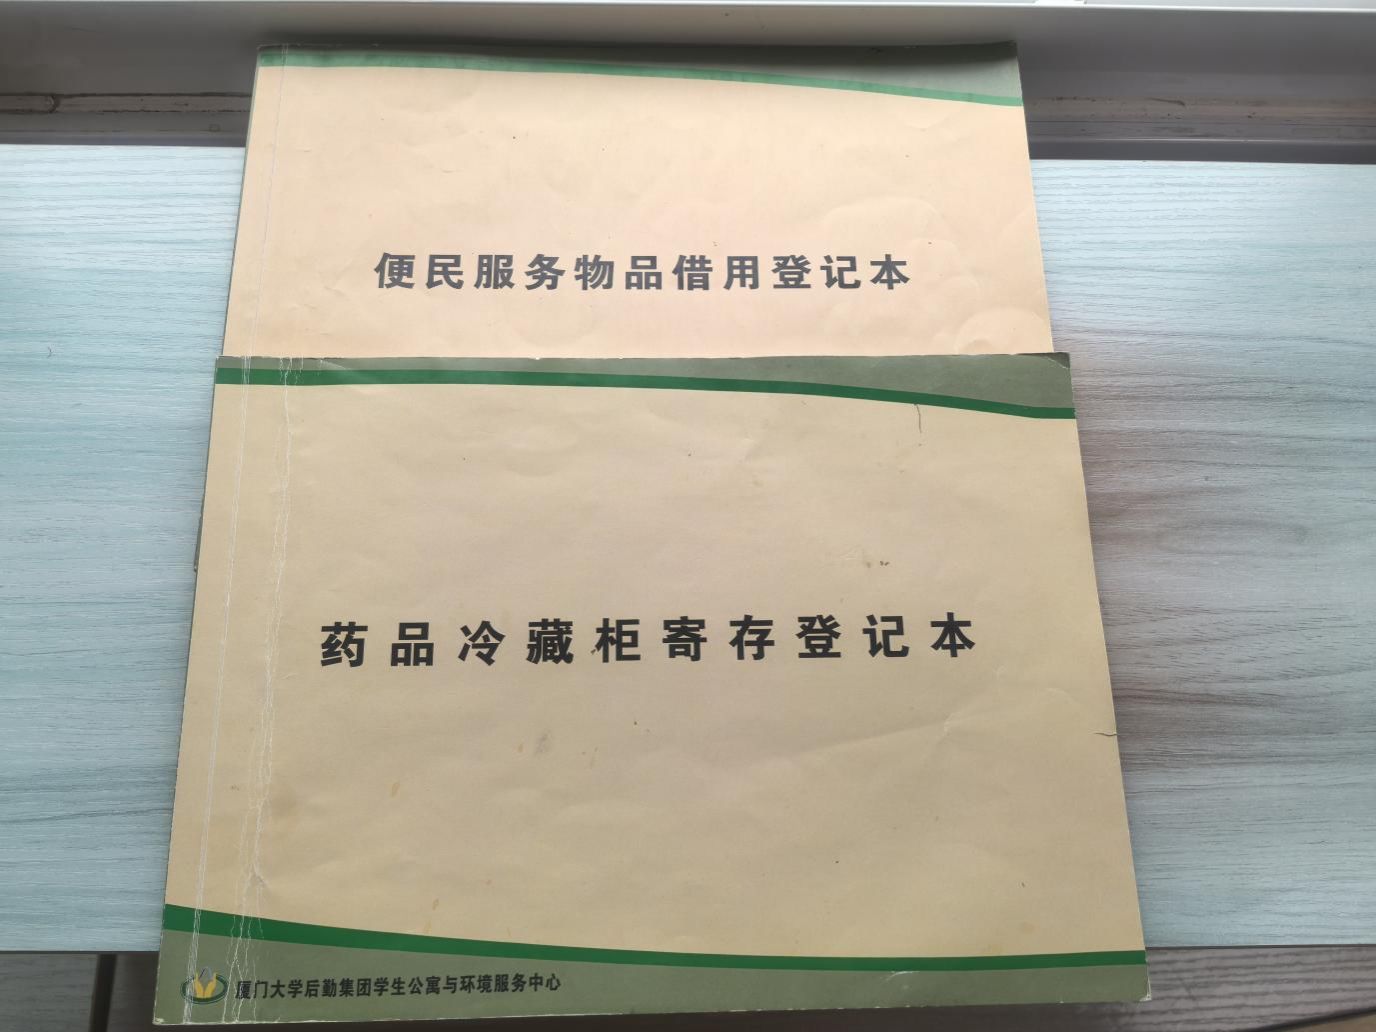 便民服务物品借用登记本
药品冷藏柜寄存登记本
厦门大学后勤集团学生公寓与环境服务中心